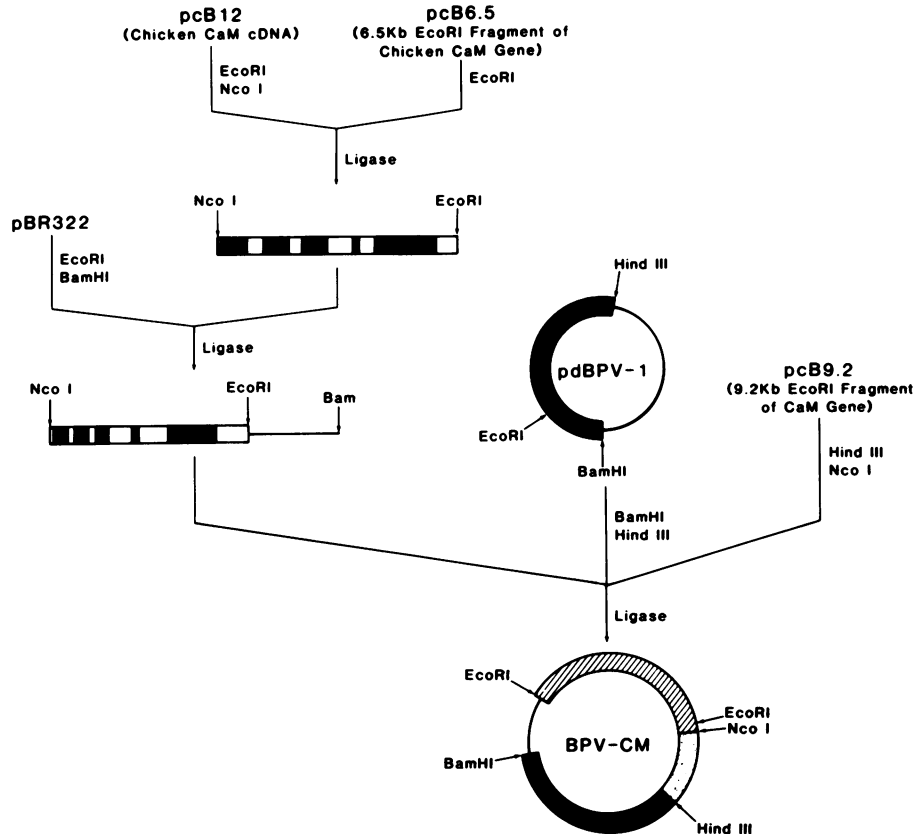 pcB12
(Chicken CaM cDNA)
EcoRI
Nco I
pcB6.5
(6.5Kb EcoRI Fragment of
Chicken CaM Gene)
EcoRI
Ligase
Nco I
EcoRI
pBR322
EcoRI
BamHI
Ligase
Nco I
EcoRI
Bam
Hind III
pdBPV-1
EcoRI
BamHI
pcB9.2
(9.2Kb EcoRI Fragment
of CaM Gene)
Hind III
Nco I
BamHI
Hind III
Ligase
EcoRI
EcoRI
Nco I
BPV-CM
BamHI
Hind III